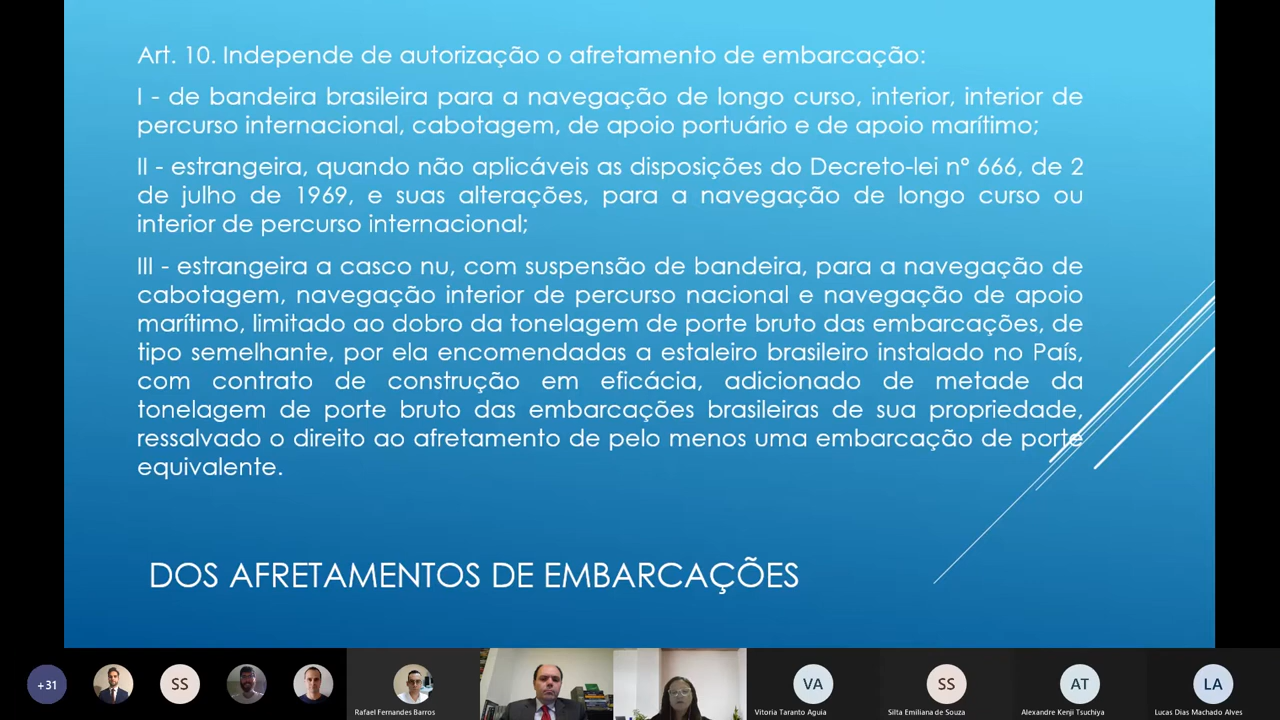 Art. 10. Independe de autorização o afretamento de embarcação:
I - de bandeira brasileira para a navegação de longo curso, interior, interior de
percurso internacional, cabotagem, de apoio portuário e de apoio marítimo;
II - estrangeira, quando não aplicáveis as disposições do Decreto-lei nº 666, de 2
de julho de 1969, e suas alterações, para a navegação de longo curso ou
interior de percurso internacional;
III - estrangeira a casco nu, com suspensão de bandeira, para a navegação de
cabotagem, navegação interior de percurso nacional e navegação de apoio
marítimo, limitado ao dobro da tonelagem de porte bruto das embarcações, de
tipo semelhante, por ela encomendadas a estaleiro brasileiro instalado no País,
com contrato de construção em eficácia, adicionado de metade da
tonelagem de porte bruto das embarcações brasileiras de sua propriedade,
ressalvado o direito ao afretamento de pelo menos uma embarcação de porte
equivalente.
DOS AFRETAMENTOS DE EMBARCAÇÕES
+31
SS
VA
SS
AT
LA
Rafael Fernandes Barros
Vitoria Taranto Aguia
Silta Emiliana de Souza
Alexandre Kenji Tsuchiya
Lucas Dias Machado Alves